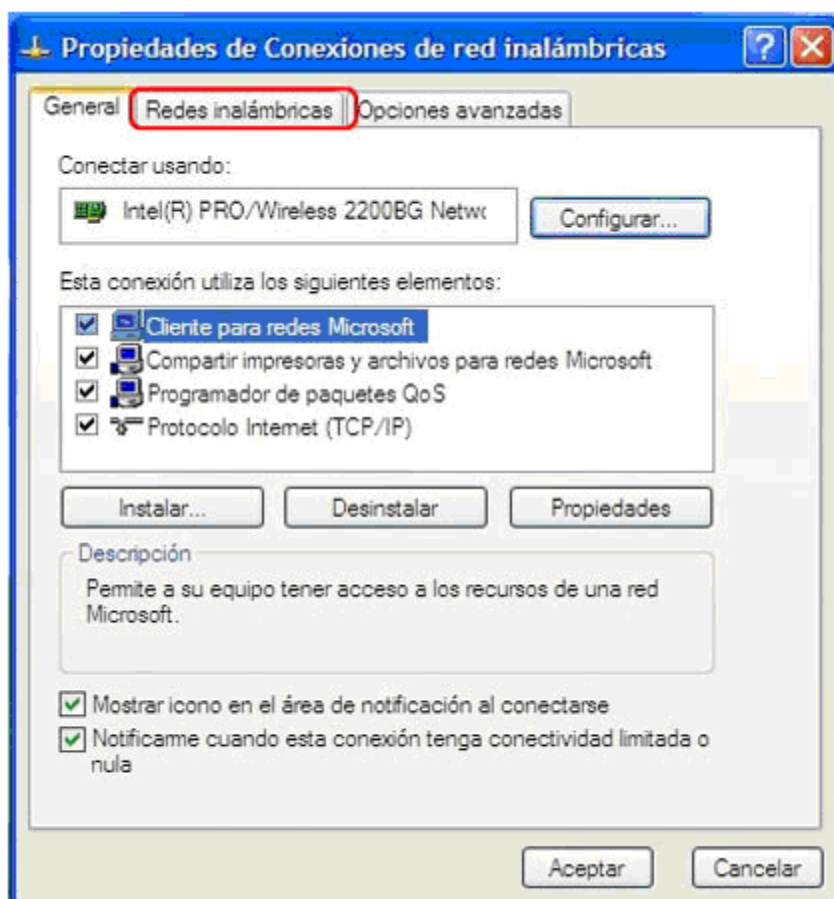 Propiedades de Conexiones de red inalámbricas
General
Redes inalámbricas
Opciones avanzadas
Conectar usando:
Intel(R) PRO/Wireless 2200BG Netwo
Configurar...
Esta conexión utiliza los siguientes elementos:
Cliente para redes Microsoft
Compartir impresoras y archivos para redes Microsoft
Programador de paquetes QoS
Protocolo Internet (TCP/IP)
Instalar...
Desinstalar
Propiedades
Descripción
Permite a su equipo tener acceso a los recursos de una red
Microsoft.
Mostrar icono en el área de notificación al conectarse
Notificarme cuando esta conexión tenga conectividad limitada o
nula
Aceptar
Cancelar